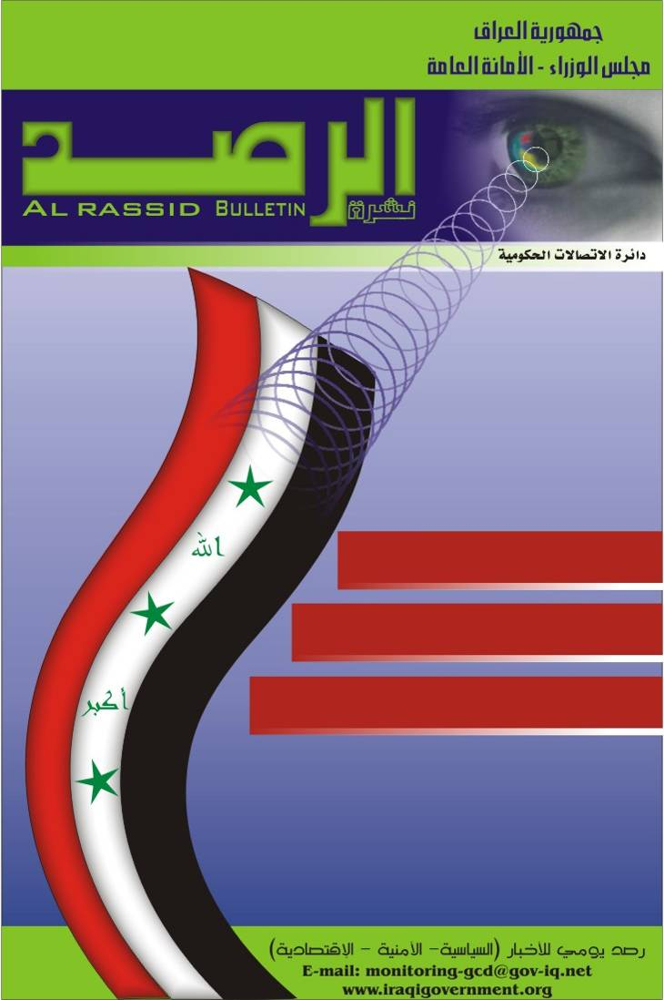 جمهورية العراق
مجلس الوزراء - الأمانة العامة
الرصد
AL RASSID BULLETIN نشرة
دائرة الاتصالات الحكومية
الله
أكبر
رصد يومي للأخبار (السياسية- الأمنية - الإقتصادية)
E-mail: monitoring-gcd@gov-iq.net
www.iraqigovernment.org